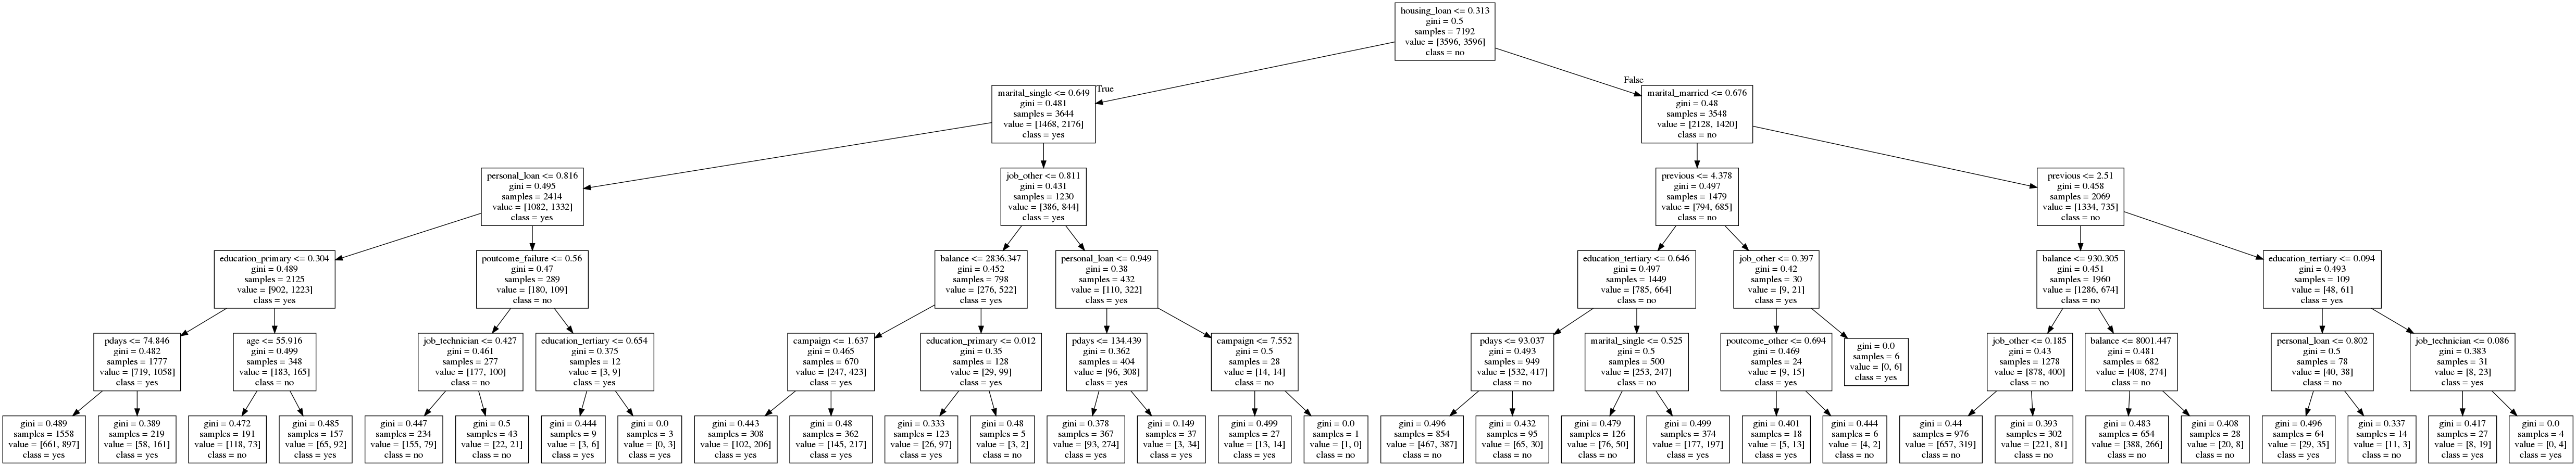 housing_loan <= 0.313
gini = 0.5
samples = 7192
value = [3596, 3596]
class = no
True
False
marital_single <= 0.649
gini = 0.481
samples = 3644
value = [1468, 2176]
class = yes
marital_married <= 0.676
gini = 0.48
samples = 3548
value = [2128, 1420]
class = no
personal_loan <= 0.816
gini = 0.495
samples = 2414
value = [1082, 1332]
class = yes
job_other <= 0.811
gini = 0.431
samples = 1230
value = [386, 844]
class = yes
previous <= 4.378
gini = 0.497
samples = 1479
value = [794, 685]
class = no
previous <= 2.51
gini = 0.458
samples = 2069
value = [1334, 735]
class = no
education_primary <= 0.304
gini = 0.489
samples = 2125
value = [902, 1223]
class = yes
poutcome_failure <= 0.56
gini = 0.47
samples = 289
value = [180, 109]
class = no
balance <= 2836.347
gini = 0.452
samples = 798
value = [276, 522]
class = yes
personal_loan <= 0.949
gini = 0.38
samples = 432
value = [110, 322]
class = yes
education_tertiary <= 0.646
gini = 0.497
samples = 1449
value = [785, 664]
class = no
job_other <= 0.397
gini = 0.42
samples = 30
value = [9, 21]
class = yes
balance <= 930.305
gini = 0.451
samples = 1960
value = [1286, 674]
class = no
education_tertiary <= 0.094
gini = 0.493
samples = 109
value = [48, 61]
class = yes
pdays <= 74.846
gini = 0.482
samples = 1777
value = [719, 1058]
class = yes
age <= 55.916
gini = 0.499
samples = 348
value = [183, 165]
class = no
job_technician <= 0.427
gini = 0.461
samples = 277
value = [177, 100]
class = no
education_tertiary <= 0.654
gini = 0.375
samples = 12
value = [3, 9]
class = yes
campaign <= 1.637
gini = 0.465
samples = 670
value = [247, 423]
class = yes
education_primary <= 0.012
gini = 0.35
samples = 128
value = [29, 99]
class = yes
pdays <= 134.439
gini = 0.362
samples = 404
value = [96, 308]
class = yes
campaign <= 7.552
gini = 0.5
samples = 28
value = [14, 14]
class = no
pdays <= 93.037
gini = 0.493
samples = 949
value = [532, 417]
class = no
marital_single <= 0.525
gini = 0.5
samples = 500
value = [253, 247]
class = no
poutcome_other <= 0.694
gini = 0.469
samples = 24
value = [9, 15]
class = yes
gini = 0.0
samples = 6
value = [0, 6]
class = yes
job_other <= 0.185
gini = 0.43
samples = 1278
value = [878, 400]
class = no
balance <= 8001.447
gini = 0.481
samples = 682
value = [408, 274]
class = no
personal_loan <= 0.802
gini = 0.5
samples = 78
value = [40, 38]
class = no
job_technician <= 0.086
gini = 0.383
samples = 31
value = [8, 23]
class = yes
gini = 0.489
samples = 1558
value = [661, 897]
class = yes
gini = 0.389
samples = 219
value = [58, 161]
class = yes
gini = 0.472
samples = 191
value = [118, 73]
class = no
gini = 0.485
samples = 157
value = [65, 92]
class = yes
gini = 0.447
samples = 234
value = [155, 79]
class = no
gini = 0.5
samples = 43
value = [22, 21]
class = no
gini = 0.444
samples = 9
value = [3, 6]
class = yes
gini = 0.0
samples = 3
value = [0, 3]
class = yes
gini = 0.443
samples = 308
value = [102, 206]
class = yes
gini = 0.48
samples = 362
value = [145, 217]
class = yes
gini = 0.333
samples = 123
value = [26, 97]
class = yes
gini = 0.48
samples = 5
value = [3, 2]
class = no
gini = 0.378
samples = 367
value = [93, 274]
class = yes
gini = 0.149
samples = 37
value = [3, 34]
class = yes
gini = 0.499
samples = 27
value = [13, 14]
class = yes
gini = 0.0
samples = 1
value = [1, 0]
class = no
gini = 0.496
samples = 854
value = [467, 387]
class = no
gini = 0.432
samples = 95
value = [65, 30]
class = no
gini = 0.479
samples = 126
value = [76, 50]
class = no
gini = 0.499
samples = 374
value = [177, 197]
class = yes
gini = 0.401
samples = 18
value = [5, 13]
class = yes
gini = 0.444
samples = 6
value = [4, 2]
class = no
gini = 0.44
samples = 976
value = [657, 319]
class = no
gini = 0.393
samples = 302
value = [221, 81]
class = no
gini = 0.483
samples = 654
value = [388, 266]
class = no
gini = 0.408
samples = 28
value = [20, 8]
class = no
gini = 0.496
samples = 64
value = [29, 35]
class = yes
gini = 0.337
samples = 14
value = [11, 3]
class = no
gini = 0.417
samples = 27
value = [8, 19]
class = yes
gini = 0.0
samples = 4
value = [0, 4]
class = yes